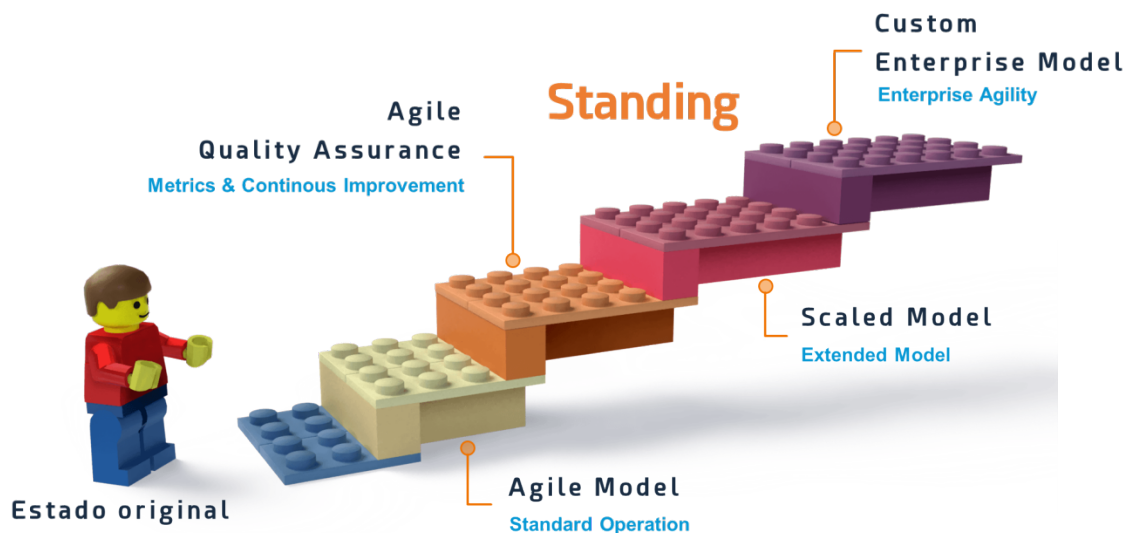 Custom
Enterprise Model
Enterprise Agility
Standing
Agile
Quality Assurance
Metrics & Continous Improvement
Scaled Model
Extended Model
Agile Model
Standard Operation
Estado original